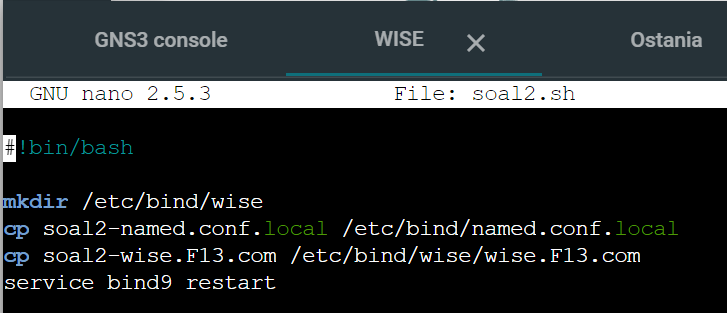 GNS3 console WISE × Ostania
GNU nano 2.5.3 File: soal2.sh
#!bin/bash
mkdir /etc/bind/wise
cp soal2-named.conf.local /etc/bind/named.conf.local
cp soal2-wise.F13.com /etc/bind/wise/wise.F13.com
service bind9 restart